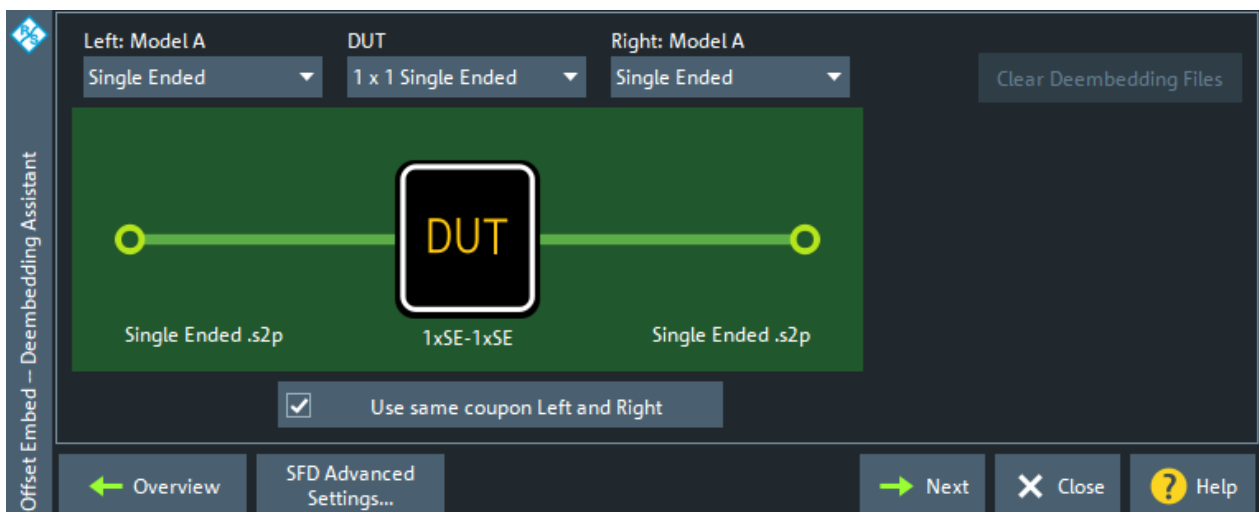 R/S
Offset Embed – Deembedding Assistant
Left: Model A
DUT
Right: Model A
Single Ended
1 x 1 Single Ended
Single Ended
Clear Deembedding Files
DUT
Single Ended .s2p
1xSE-1xSE
Single Ended .s2p
Use same coupon Left and Right
Overview
SFD Advanced
Settings...
Next
Close
? Help